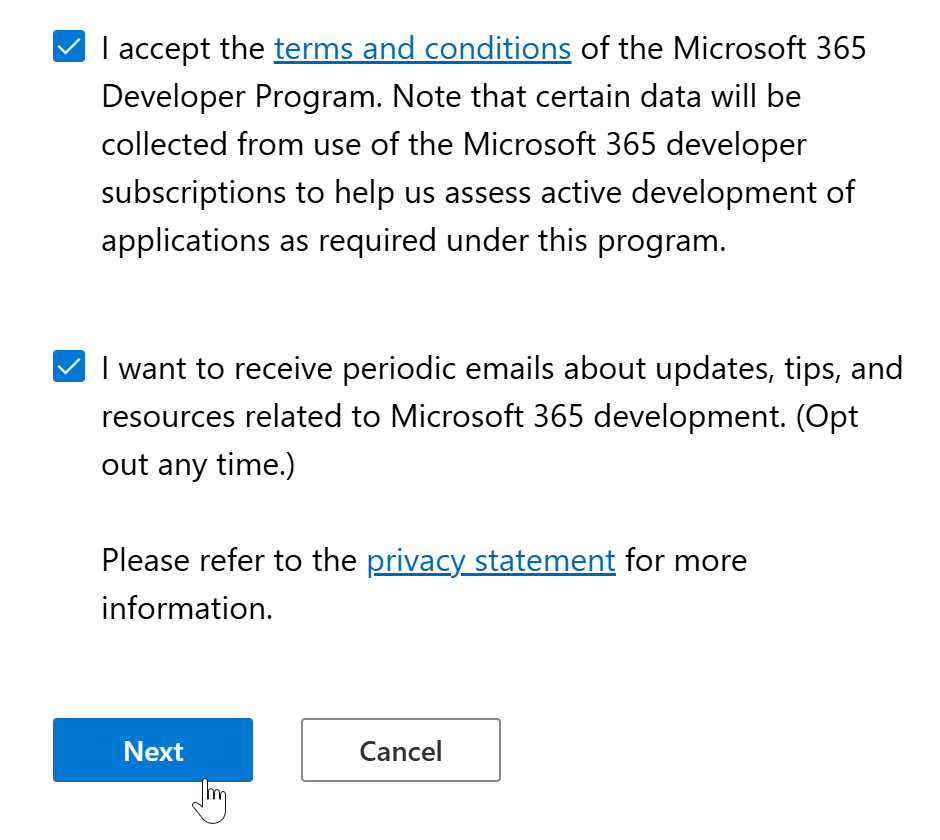 I accept the terms and conditions of the Microsoft 365
Developer Program. Note that certain data will be
collected from use of the Microsoft 365 developer
subscriptions to help us assess active development of
applications as required under this program.
I want to receive periodic emails about updates, tips, and
resources related to Microsoft 365 development. (Opt
out any time.)
Please refer to the privacy statement for more
information.
Next
Cancel